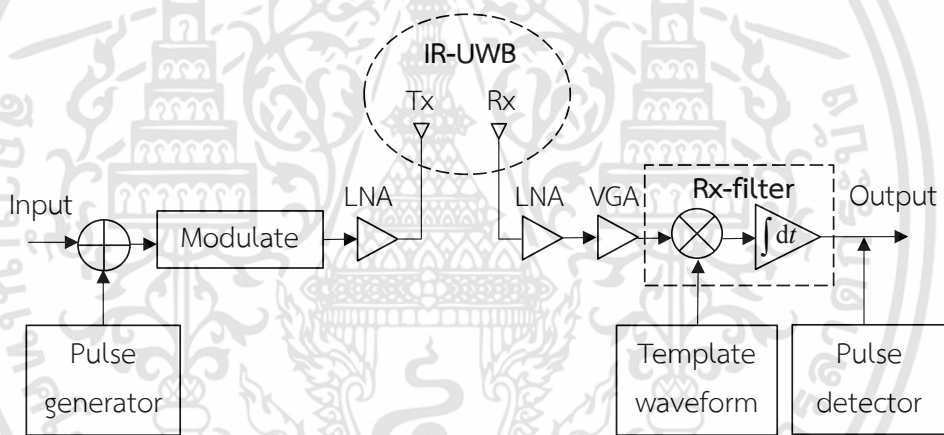 IR-UWB
Tx Rx
LNA
LNA
VGA
Rx-filter
Input
Output
Modulate
∫dt
Pulse
generator
Template
waveform
Pulse
detector